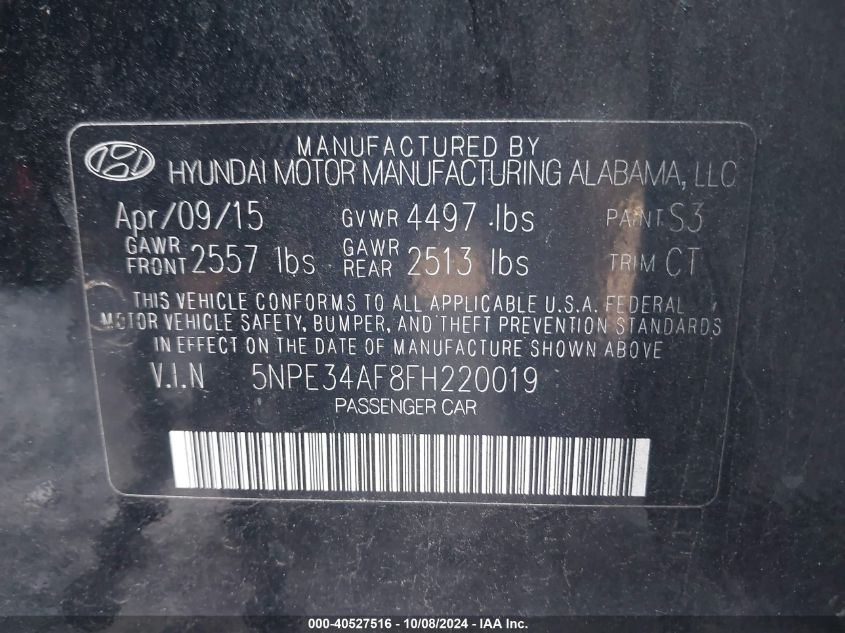 MANUFACTURED BY
HYUNDAI MOTOR MANUFACTURING ALABAMA, LLC
Apr/09/15 GVWR 4497 lbs PAINT S3
GAWR FRONT 2557 lbs GAWR REAR 2513 lbs TRIM CT
THIS VEHICLE CONFORMS TO ALL APPLICABLE U.S.A. FEDERAL
MOTOR VEHICLE SAFETY, BUMPER, AND THEFT PREVENTION STANDARDS
IN EFFECT ON THE DATE OF MANUFACTURE SHOWN ABOVE
V.I.N 5NPE34AF8FH220019
PASSENGER CAR
000-40527516 - 10/08/2024 - IAA Inc.